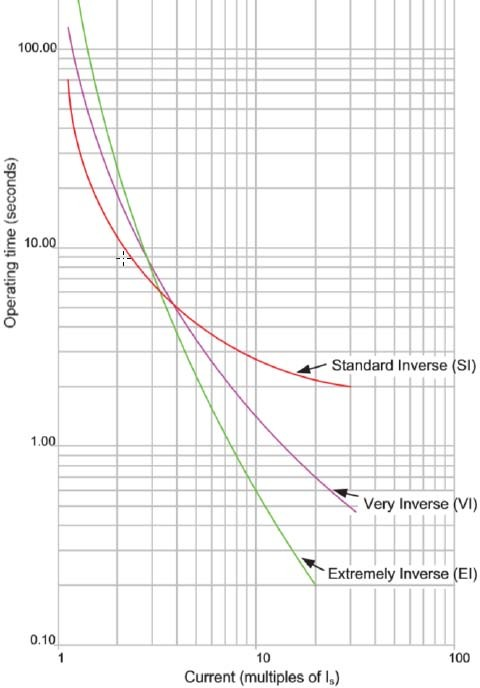 100.00
10.00
1.00
0.10
Operating time (seconds)
Standard Inverse (SI)
Very Inverse (VI)
Extremely Inverse (EI)
1
10
100
Current (multiples of Is)